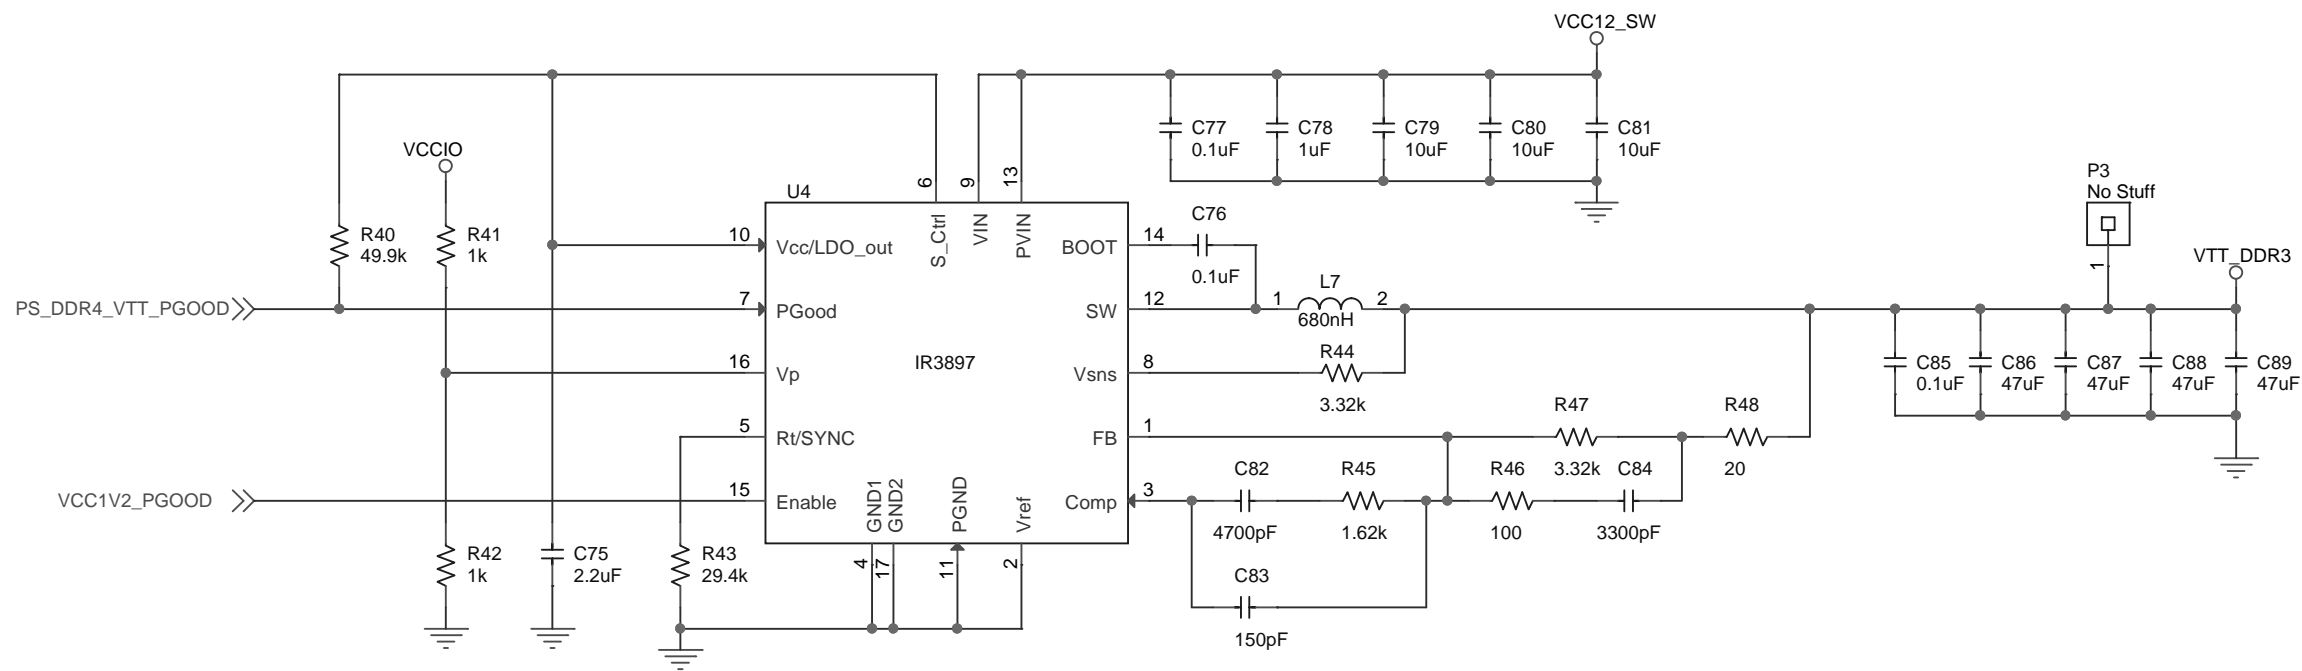 VCC12_SW
C77
0.1uF
C78
1uF
C79
10uF
C80
10uF
C81
10uF
VCCIO
P3
No Stuff
1
U4
6
9
13
S_Ctrl
VIN
PVIN
R40
49.9k
R41
1k
10
Vcc/LDO_out
BOOT
14
C76
0.1uF
VTT_DDR3
PS_DDR4_VTT_PGOOD
7
PGood
SW
12
1
L7
2
680nH
16
Vp
IR3897
Vsns
8
R44
3.32k
C85
0.1uF
C86
47uF
C87
47uF
C88
47uF
C89
47uF
5
Rt/SYNC
FB
1
R47
3.32k
R48
20
VCC1V2_PGOOD
15
Enable
GND1
GND2
PGND
Vref
Comp
3
C82
4700pF
R45
1.62k
R46
100
C84
3300pF
R42
1k
C75
2.2uF
R43
29.4k
4
17
11
2
C83
150pF